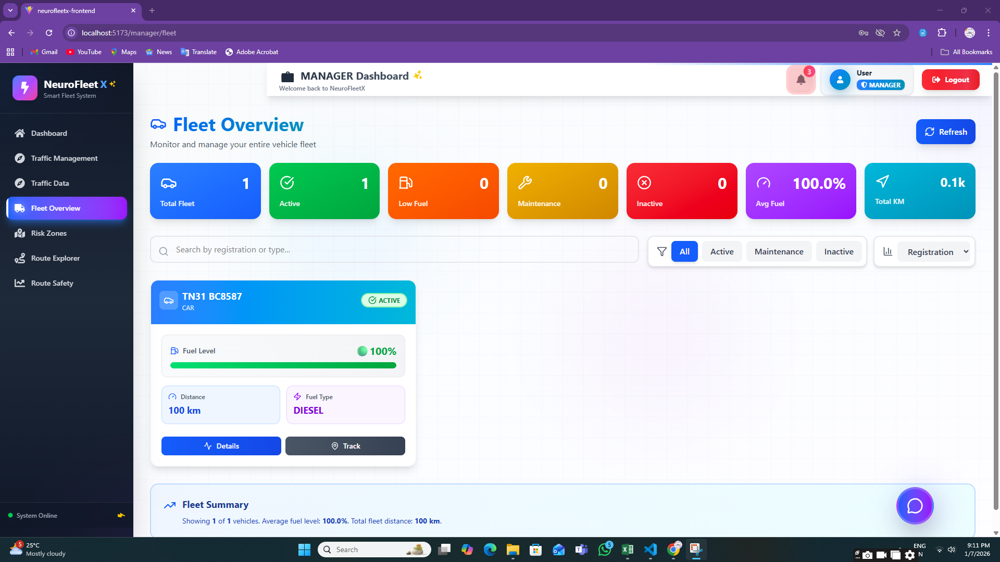 neurofleetx-frontend
localhost:5173/manager/fleet
Gmail
YouTube
Maps
News
Translate
Adobe Acrobat
All Bookmarks
NeuroFleet X
Smart Fleet System
Dashboard
Traffic Management
Traffic Data
Fleet Overview
Risk Zones
Route Explorer
Route Safety
System Online
MANAGER Dashboard
Welcome back to NeuroFleetX
3
User
MANAGER
Logout
Fleet Overview
Monitor and manage your entire vehicle fleet
Refresh
1
Total Fleet
1
Active
0
Low Fuel
0
Maintenance
0
Inactive
100.0%
Avg Fuel
0.1k
Total KM
Search by registration or type...
All
Active
Maintenance
Inactive
Registration
TN31 BC8587
CAR
ACTIVE
Fuel Level
100%
Distance
100 km
Fuel Type
DIESEL
Details
Track
Fleet Summary
Showing 1 of 1 vehicles. Average fuel level: 100.0%. Total fleet distance: 100 km.
5
25°C
Mostly cloudy
Search
5
ENG
N
9:11 PM
1/7/2026